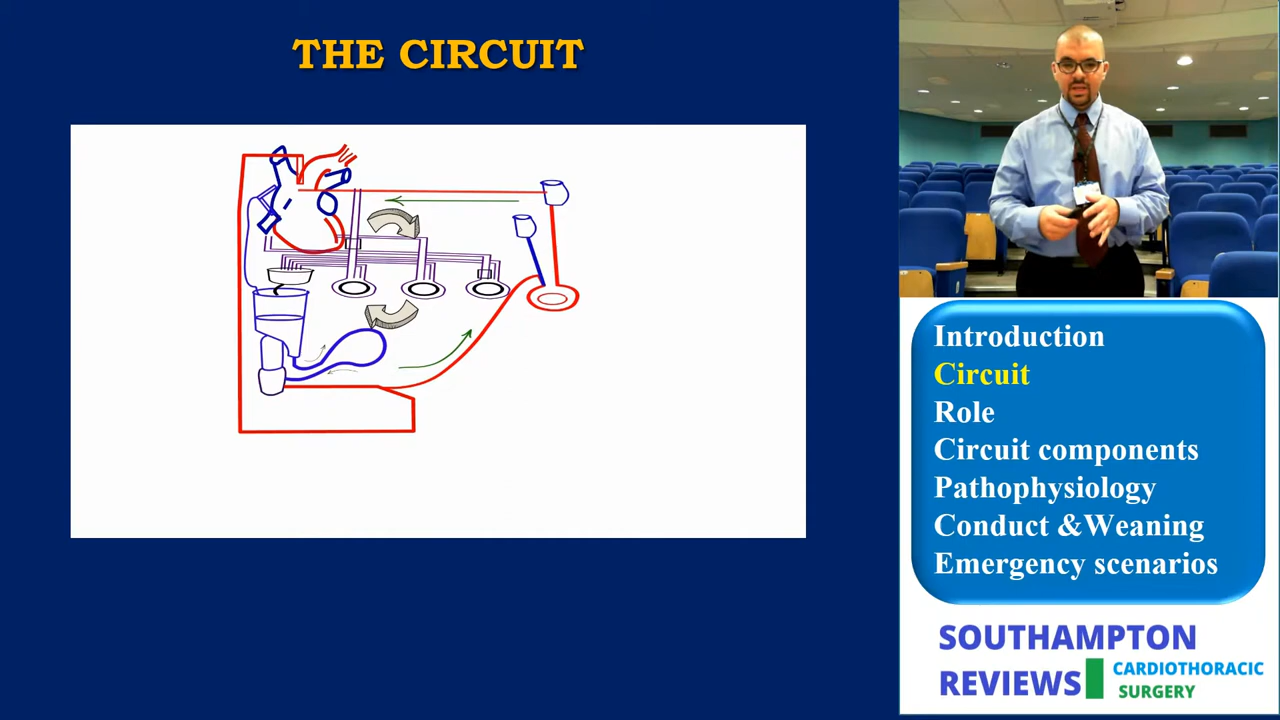 THE CIRCUIT
Introduction
Circuit
Role
Circuit components
Pathophysiology
Conduct &Weaning
Emergency scenarios
SOUTHAMPTON
REVIEWS
CARDIOTHORACIC
SURGERY